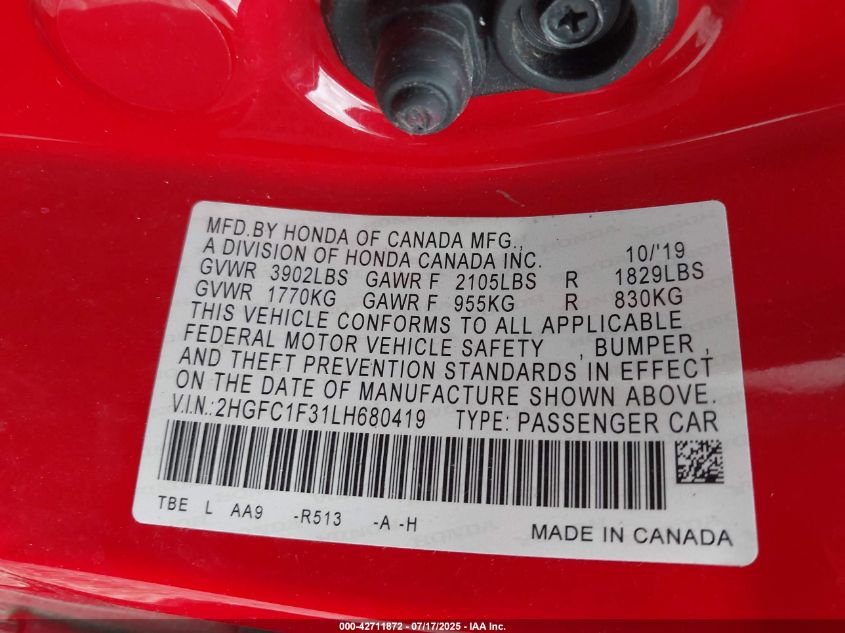 MFD.BY HONDA OF CANADA MFG.,
A DIVISION OF HONDA CANADA INC. 10/'19
GVWR 3902LBS GAWR F 2105LBS R 1829LBS
GVWR 1770KG GAWR F 955KG R 830KG
THIS VEHICLE CONFORMS TO ALL APPLICABLE
FEDERAL MOTOR VEHICLE SAFETY , BUMPER ,
AND THEFT PREVENTION STANDARDS IN EFFECT
ON THE DATE OF MANUFACTURE SHOWN ABOVE.
V.I.N.:2HGFC1F31LH680419 TYPE: PASSENGER CAR
TBE L AA9 -R513 -A -H
MADE IN CANADA
000-42711872 - 07/17/2025 - IAA Inc.